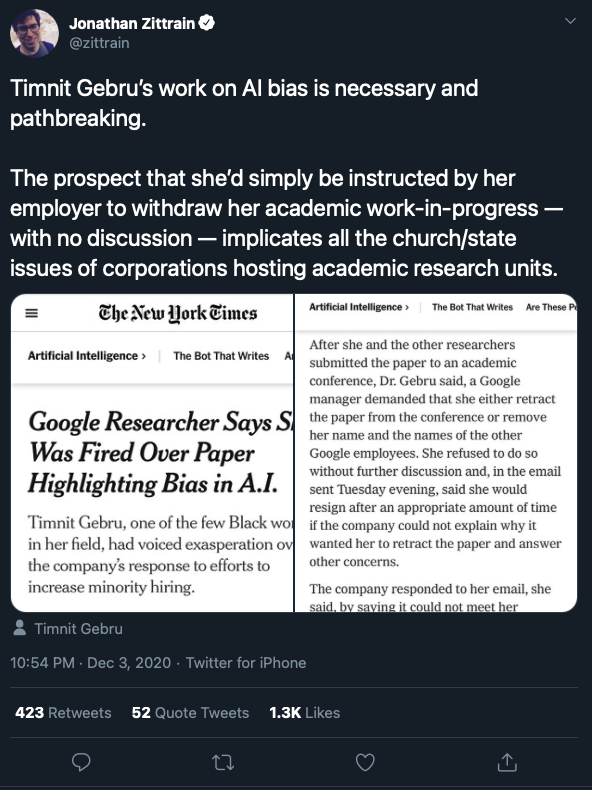 Jonathan Zittrain
@zittrain
Timnit Gebru's work on AI bias is necessary and
pathbreaking.
The prospect that she'd simply be instructed by her
employer to withdraw her academic work-in-progress —
with no discussion — implicates all the church/state
issues of corporations hosting academic research units.
The New York Times
Artificial Intelligence › | The Bot That Writes
Google Researcher Says
Was Fired Over Paper
Highlighting Bias in A.I.
Timnit Gebru, one of the few Black
in her field, had voiced exasperation
the company's response to efforts to
increase minority hiring.
Artificial Intelligence › | The Bot That Writes Are These
After she and the other researchers
submitted the paper to an academic
conference, Dr. Gebru said, a Google
manager demanded that she either retract
the paper from the conference or remove
her name and the names of the other
Google employees. She refused to do so
without further discussion and, in the email
sent Tuesday evening, said she would
resign after an appropriate amount of time
if the company could not explain why it
wanted her to retract the paper and answer
other concerns.
The company responded to her email, she
said, by saying it could not meet her
Timnit Gebru
10:54 PM · Dec 3, 2020 · Twitter for iPhone
423 Retweets 52 Quote Tweets 1.3K Likes